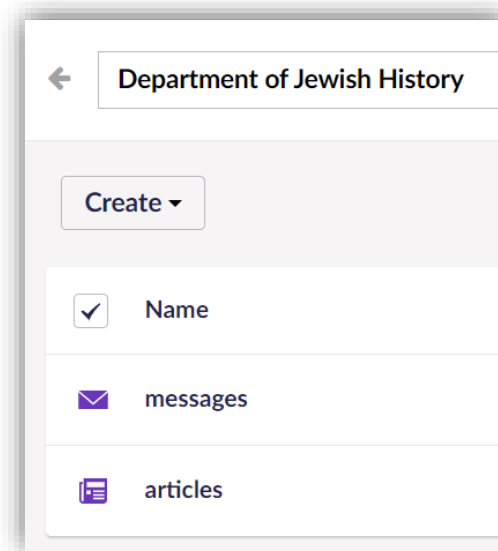 Department of Jewish History
Create
Name
messages
articles